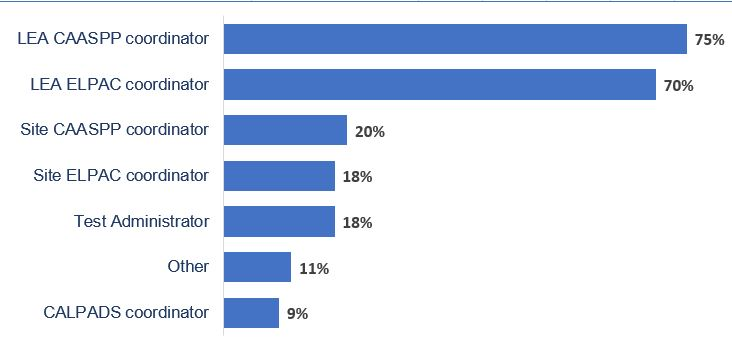 LEA CAASPP coordinator 75%
LEA ELPAC coordinator 70%
Site CAASPP coordinator 20%
Site ELPAC coordinator 18%
Test Administrator 18%
Other 11%
CALPADS coordinator 9%